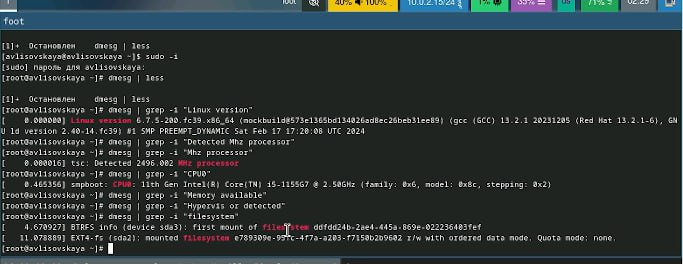 foot
40% 100%
10.0.2.15/24
1%
35%
71%
02:29
foot
[1]+ Остановлен dmesg | less
[avlisovskaya@avlisovskaya ~]$ sudo -i
[sudo] пароль для avlisovskaya:
[root@avlisovskaya ~]# dmesg | less
[1]+ Остановлен dmesg | less
[root@avlisovskaya ~]# dmesg | grep -i "Linux version"
[ 0.000000] Linux version 6.7.5-200.fc39.x86_64 (mockbuild@573e1365bd134026ad8ec26beb31ee89) (gcc (GCC) 13.2.1 20231205 (Red Hat 13.2.1-6), GN
U ld version 2.40-14.fc39) #1 SMP PREEMPT_DYNAMIC Sat Feb 17 17:20:08 UTC 2024
[root@avlisovskaya ~]# dmesg | grep -i "Detected Mhz processor"
[root@avlisovskaya ~]# dmesg | grep -i "Mhz processor"
[ 0.000016] tsc: Detected 2496.002 MHz processor
[root@avlisovskaya ~]# dmesg | grep -i "CPU0"
[ 0.465356] smpboot: CPU0: 11th Gen Intel(R) Core(TM) i5-1155G7 @ 2.50GHz (family: 0x6, model: 0x8c, stepping: 0x2)
[root@avlisovskaya ~]# dmesg | grep -i "Memory available"
[root@avlisovskaya ~]# dmesg | grep -i "Hypervis or detected"
[root@avlisovskaya ~]# dmesg | grep -i "filesystem"
[ 4.670927] BTRFS info (device sda3): first mount of filesystem ddfdd24b-2ae4-445a-869e-022236403fef
[ 11.078889] EXT4-fs (sda2): mounted filesystem r/w with ordered data mode. Quota mode: none.
[root@avlisovskaya ~]#